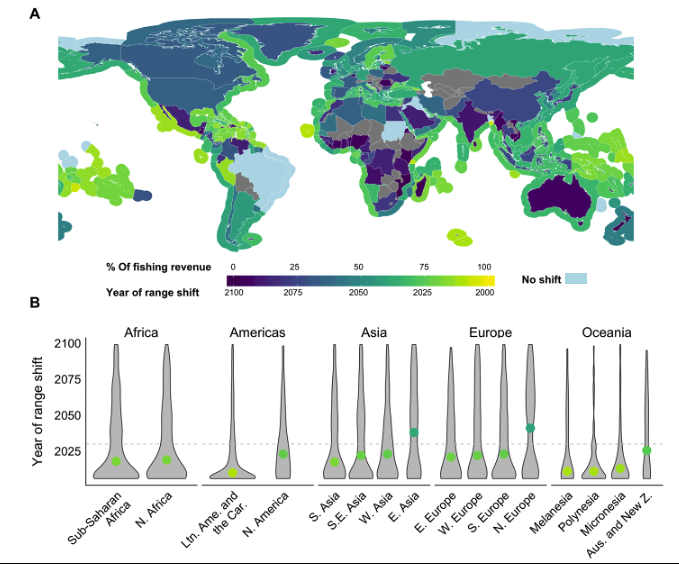 A
% Of fishing revenue 0 25 50 75 100
No shift
Year of range shift 2100 2075 2050 2025 2000
B
Africa Americas Asia Europe Oceania
Year of range shift
2100
2075
2050
2025
Sub-Saharan
Africa
N. Africa
Ltn. Ame. and
the Car.
N. America
S. Asia
S.E. Asia
W. Asia
E. Asia
E. Europe
W. Europe
S. Europe
N. Europe
Melanesia
Polynesia
Micronesia
Aus. and New Z.